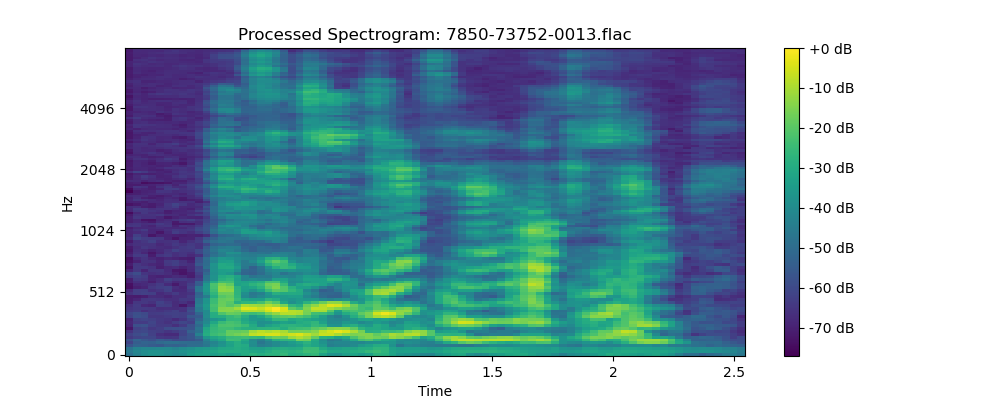 Processed Spectrogram: 7850-73752-0013.flac
+0 dB
-10 dB
-20 dB
-30 dB
-40 dB
-50 dB
-60 dB
-70 dB
Hz
4096
2048
1024
512
0
0
0.5
1
1.5
2
2.5
Time